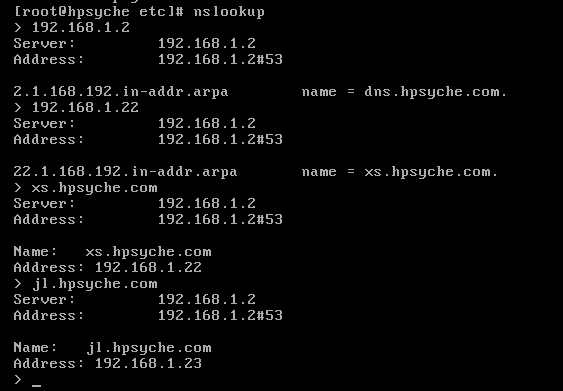 [root@hpsyche etc]# nslookup
> 192.168.1.2
Server:         192.168.1.2
Address:        192.168.1.2#53
2.1.168.192.in-addr.arpa        name = dns.hpsyche.com.
> 192.168.1.22
Server:         192.168.1.2
Address:        192.168.1.2#53
22.1.168.192.in-addr.arpa       name = xs.hpsyche.com.
> xs.hpsyche.com
Server:         192.168.1.2
Address:        192.168.1.2#53
Name:   xs.hpsyche.com
Address: 192.168.1.22
> jl.hpsyche.com
Server:         192.168.1.2
Address:        192.168.1.2#53
Name:   jl.hpsyche.com
Address: 192.168.1.23
> _